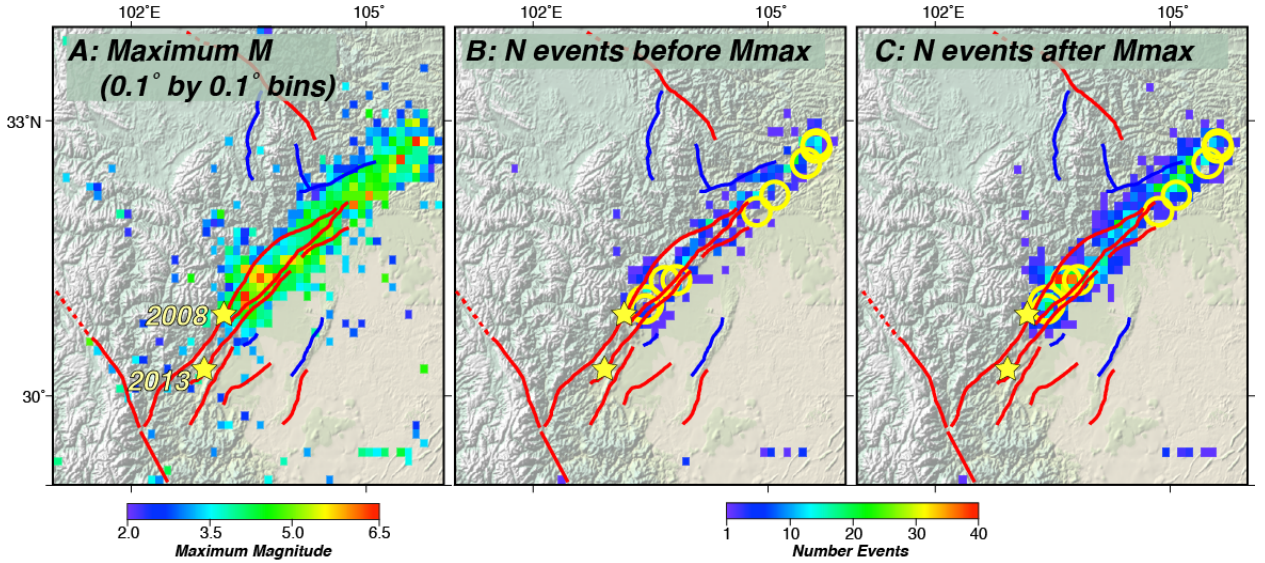 102°E 105° 102°E 105° 102°E 105°
A: Maximum M
(0.1° by 0.1° bins)
B: N events before Mmax
C: N events after Mmax
33°N
2008
2013
30°
2.0 3.5 5.0 6.5
Maximum Magnitude
1 10 20 30 40
Number Events